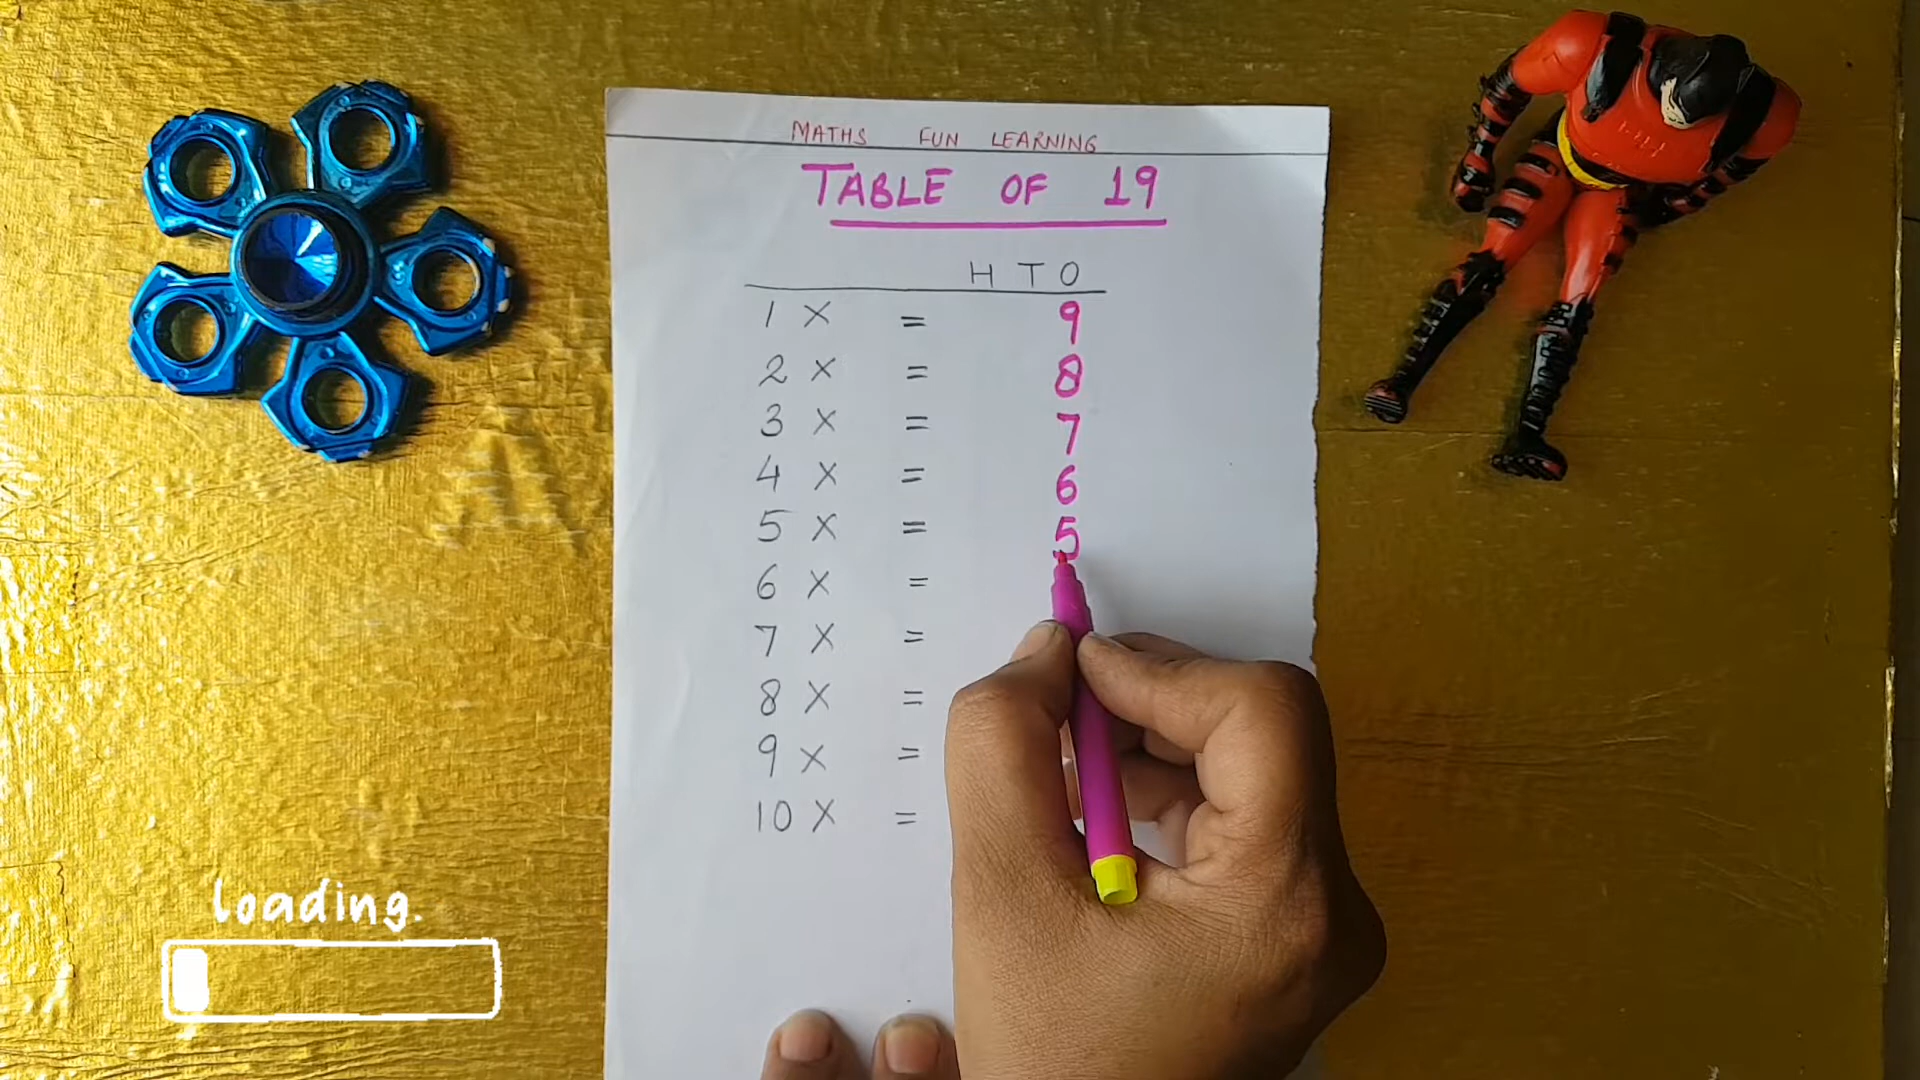 MATHS FUN LEARNING
TABLE OF 19
H T O
1 X = 9
2 X = 8
3 X = 7
4 X = 6
5 X = 5
6 X =
7 X =
8 X =
9 X =
10 X =
loading.